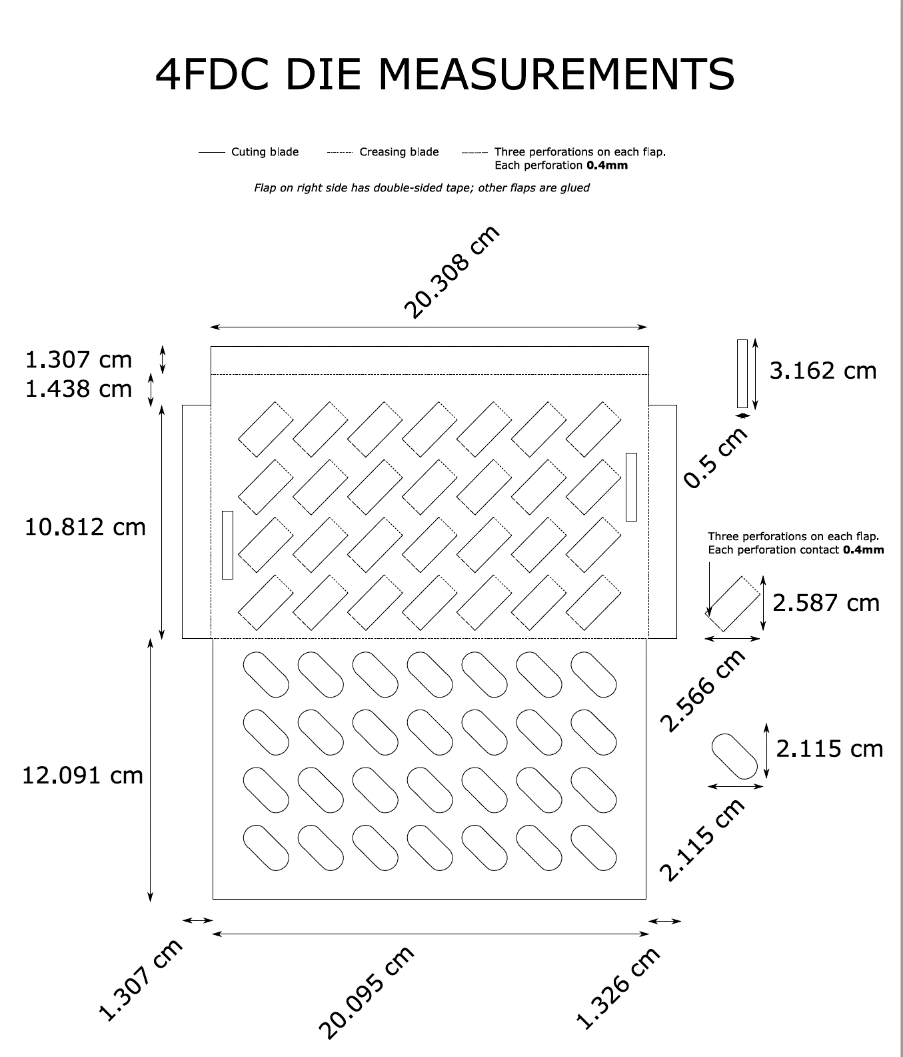 4FDC DIE MEASUREMENTS
Cuting blade
Creasing blade
Three perforations on each flap.
Each perforation 0.4mm
Flap on right side has double-sided tape; other flaps are glued
20.308 cm
1.307 cm
1.438 cm
3.162 cm
0.5 cm
10.812 cm
Three perforations on each flap.
Each perforation contact 0.4mm
2.587 cm
2.566 cm
12.091 cm
2.115 cm
2.115 cm
1.307 cm
20.095 cm
1.326 cm